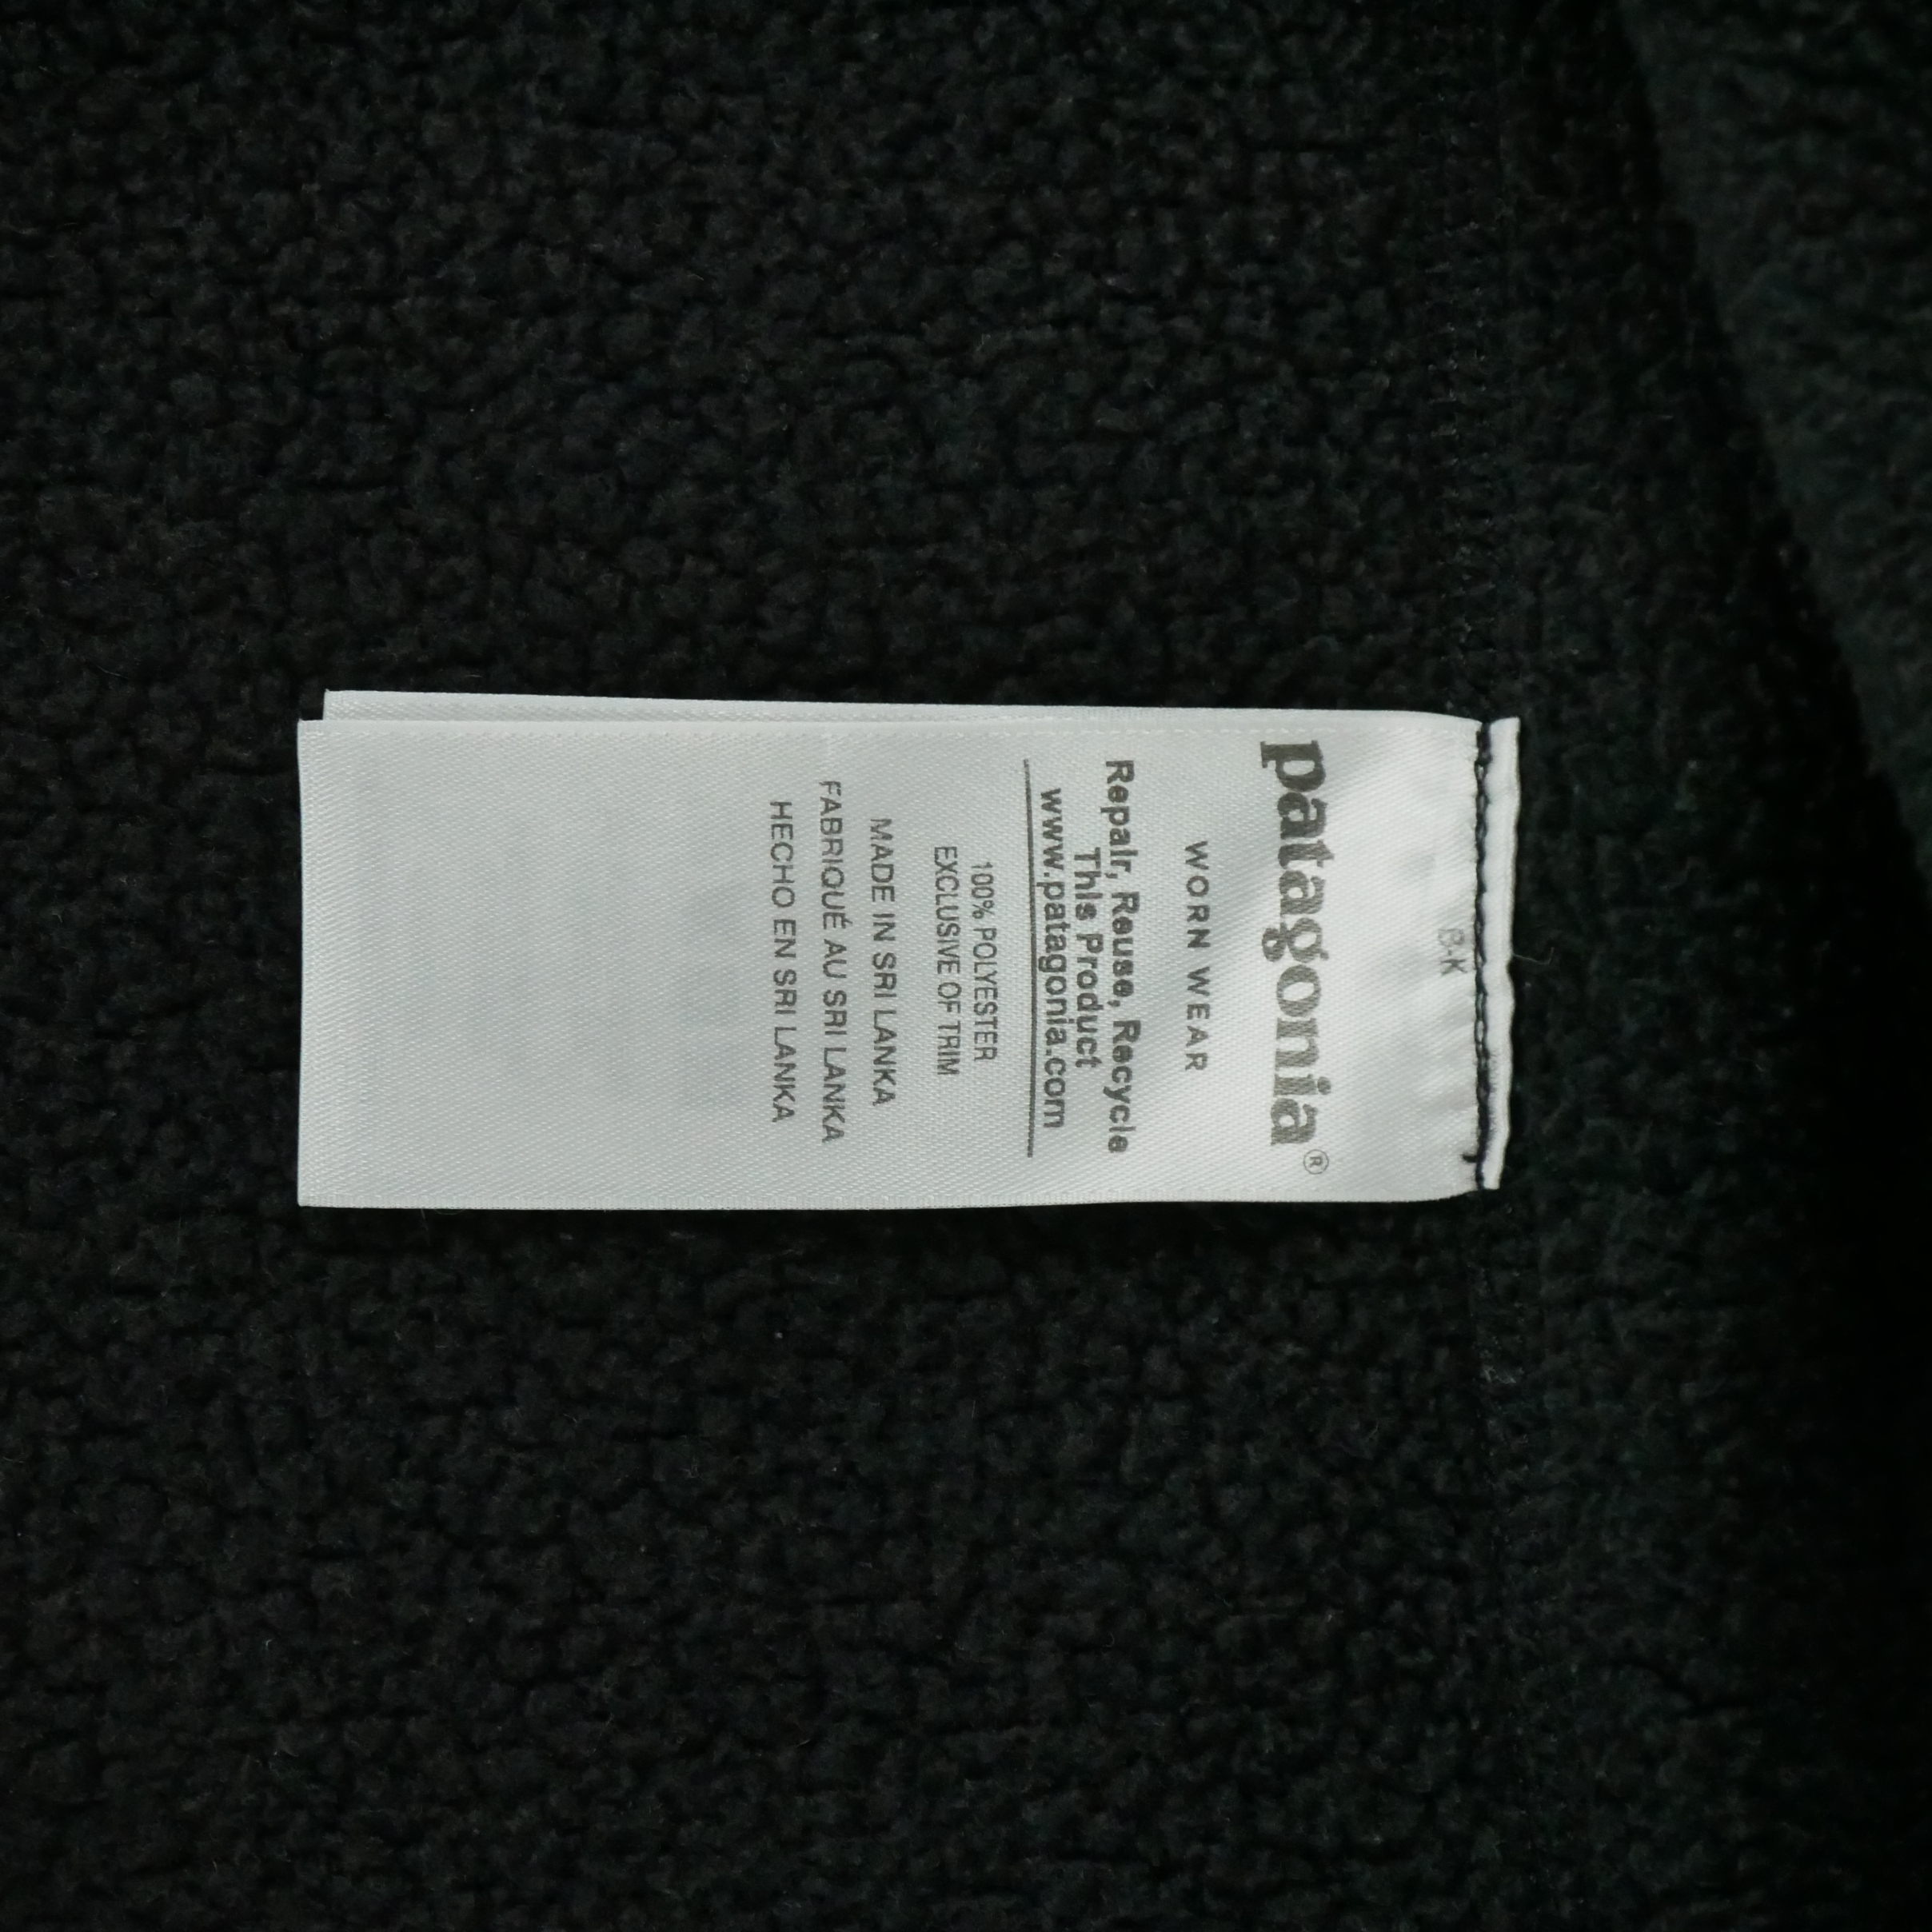 B-K
patagonia®
WORN WEAR
Repair, Reuse, Recycle
This Product
www.patagonia.com
100% POLYESTER
EXCLUSIVE OF TRIM
MADE IN SRI LANKA
FABRIQUÉ AU SRI LANKA
HECHO EN SRI LANKA